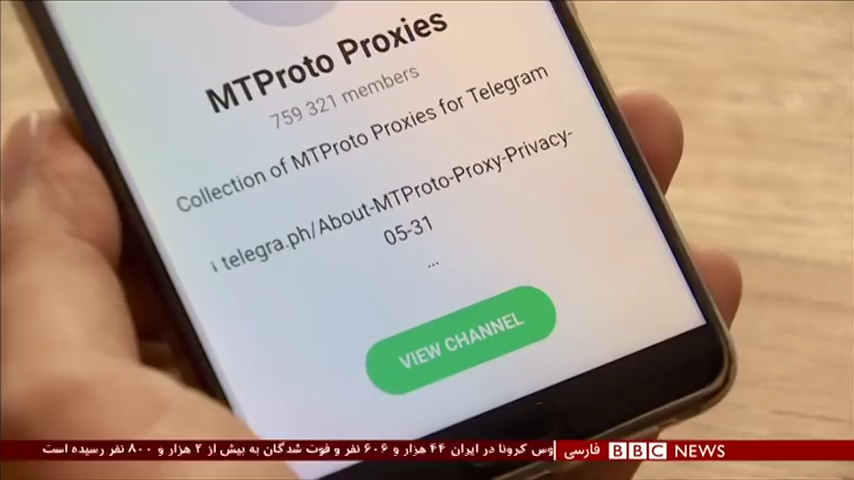 MTProto Proxies
759 321 members
Collection of MTProto Proxies for Telegram
telegra.ph/About-MTProto-Proxy-Privacy-
05-31
...
VIEW CHANNEL
وس کرونا در ایران ۴۴ هزار و ۶۰۶ نفر و فوت شدگان به بیش از ۲ هزار و ۸۰۰ نفر رسیده است
فارسی BBC NEWS